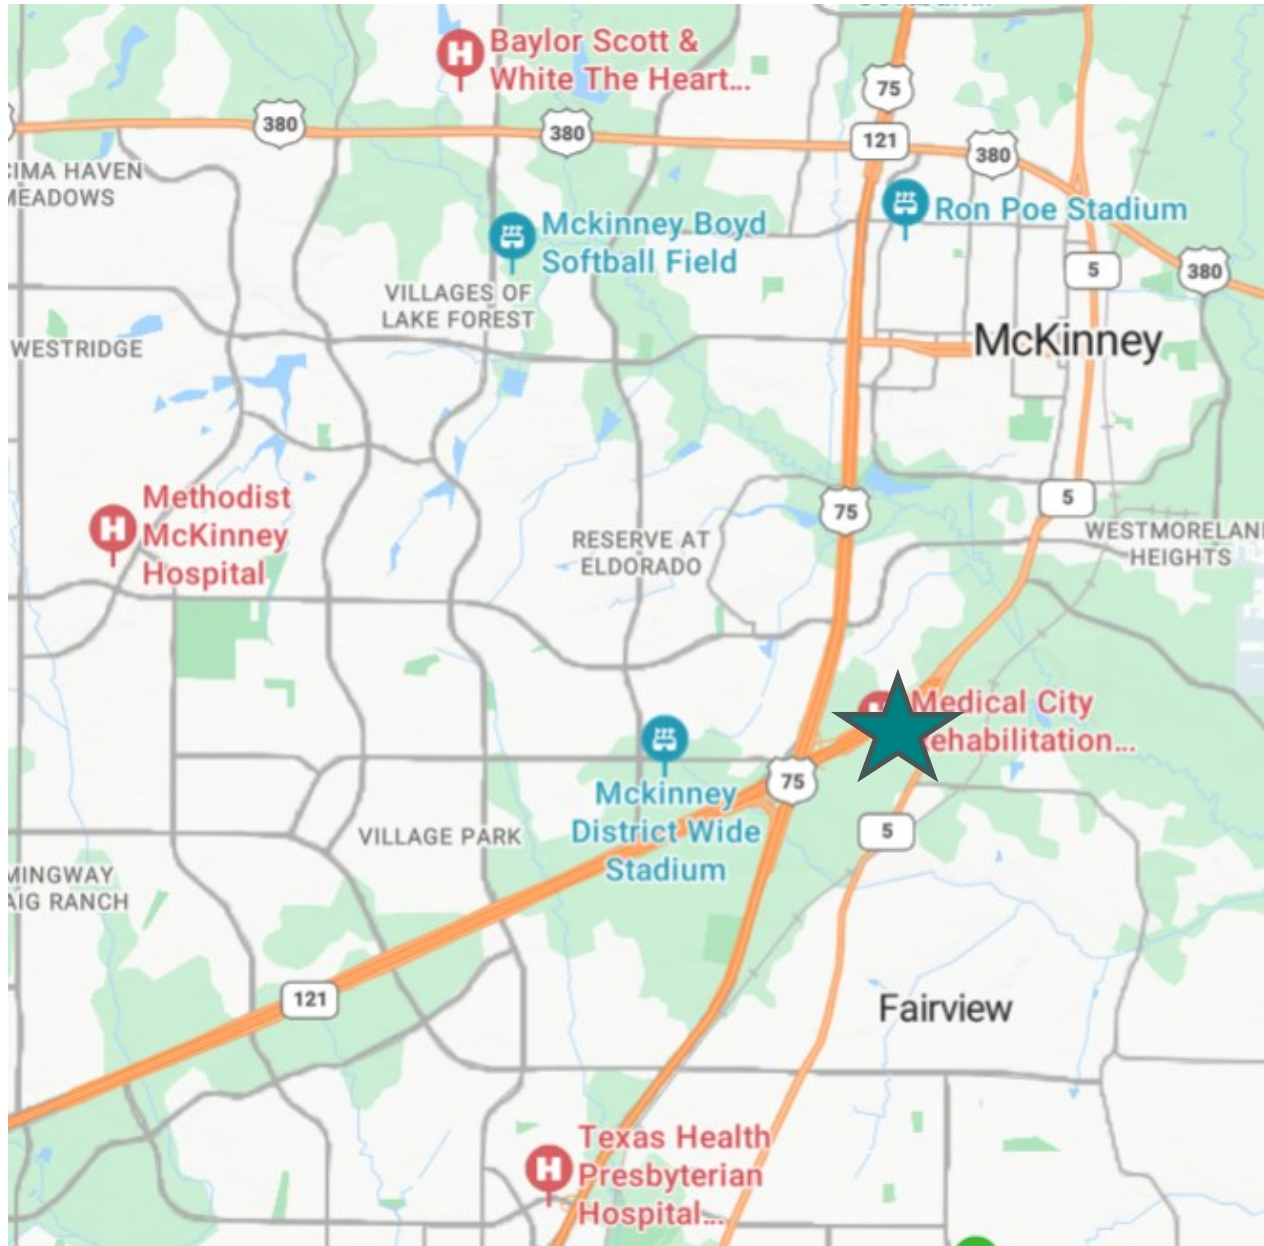 Baylor Scott &
White The Heart...
75
380
380
121
380
CIMA HAVEN
MEADOWS
Ron Poe Stadium
Mckinney Boyd
Softball Field
5
380
VILLAGES OF
LAKE FOREST
WESTRIDGE
McKinney
Methodist
McKinney
Hospital
75
5
RESERVE AT
ELDORADO
WESTMORELAN
HEIGHTS
Medical City
ehabilitation...
75
Mckinney
District Wide
Stadium
VILLAGE PARK
5
MINGWAY
AIG RANCH
121
Fairview
Texas Health
Presbyterian
Hospital...